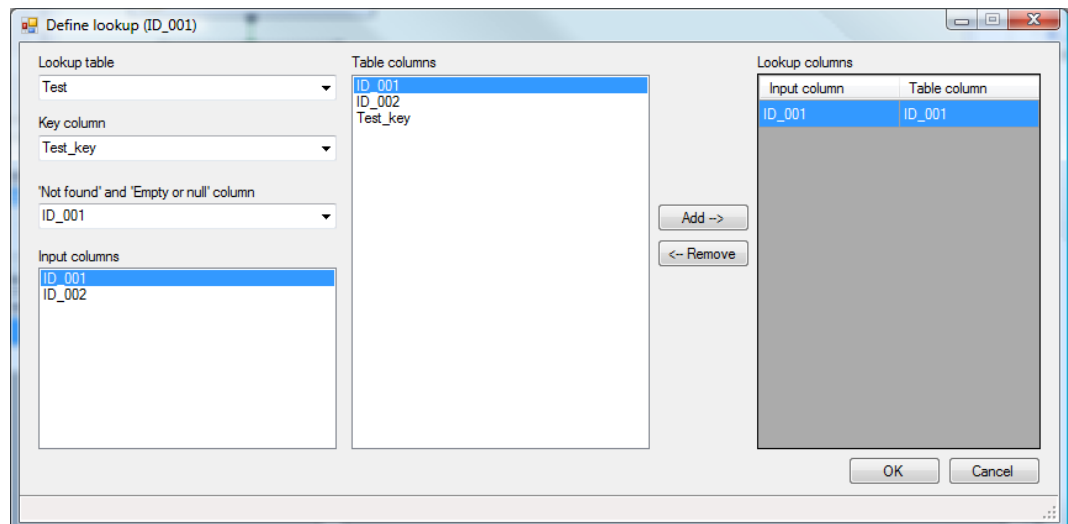 Define lookup (ID_001)
Lookup table
Test
Key column
Test_key
'Not found' and 'Empty or null' column
ID_001
Input columns
ID_001
ID_002
Table columns
ID_001
ID_002
Test_key
Add -->
<-- Remove
Lookup columns
Input column Table column
ID_001 ID_001
OK Cancel